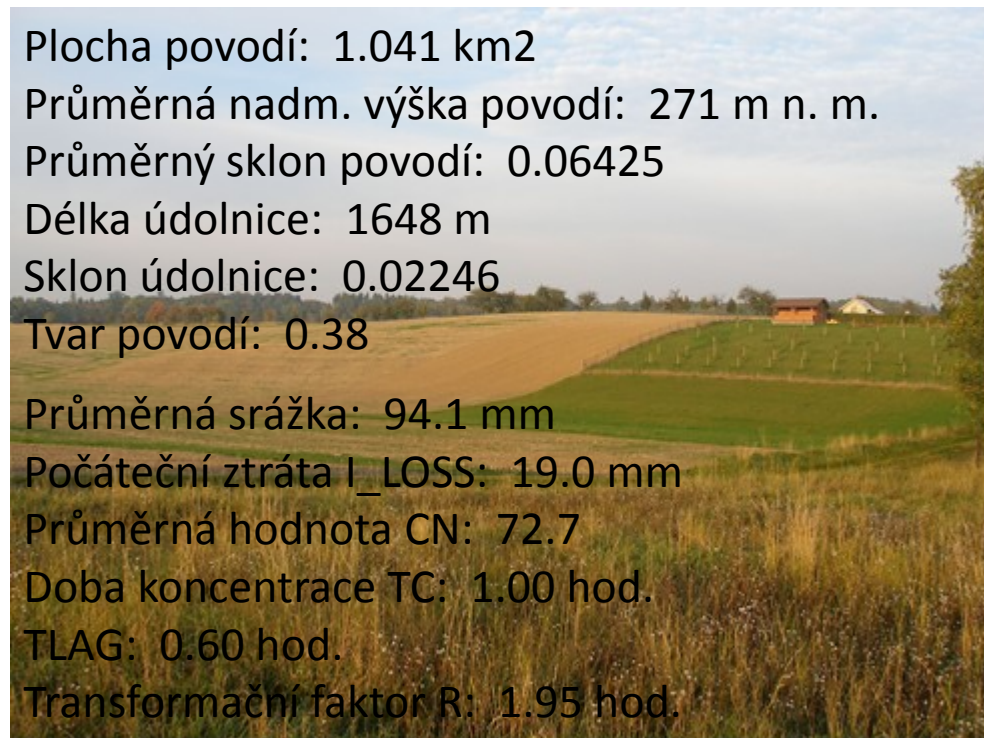 Plocha povodí: 1.041 km2
Průměrná nadm. výška povodí: 271 m n. m.
Průměrný sklon povodí: 0.06425
Délka údolnice: 1648 m
Sklon údolnice: 0.02246
Tvar povodí: 0.38
Průměrná srážka: 94.1 mm
Počáteční ztráta I_LOSS: 19.0 mm
Průměrná hodnota CN: 72.7
Doba koncentrace TC: 1.00 hod.
TLAG: 0.60 hod.
Transformační faktor R: 1.95 hod.